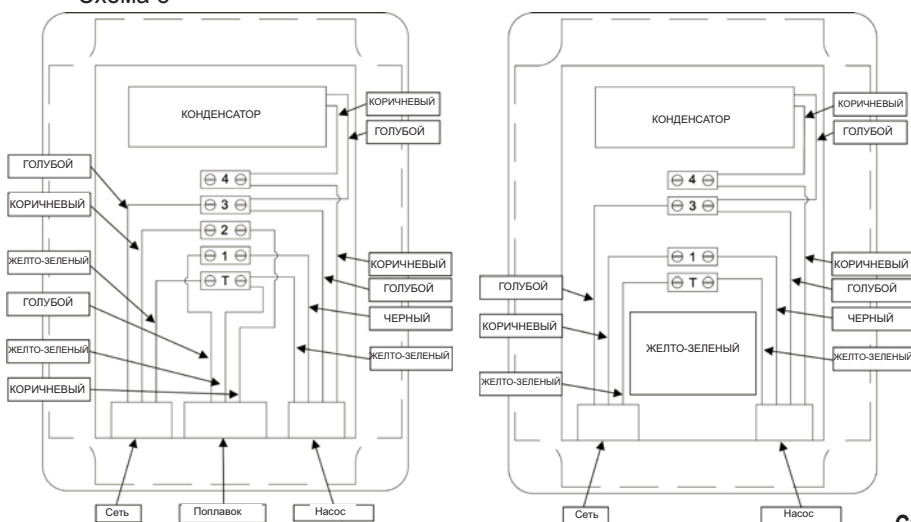 Схема
КОНДЕНСАТОР
КОРИЧНЕВЫЙ
ГОЛУБОЙ
ГОЛУБОЙ
4
КОРИЧНЕВЫЙ
3
2
ЖЕЛТО-ЗЕЛЕНЫЙ
1
КОРИЧНЕВЫЙ
T
ГОЛУБОЙ
ГОЛУБОЙ
ЧЕРНЫЙ
ЖЕЛТО-ЗЕЛЕНЫЙ
ЖЕЛТО-ЗЕЛЕНЫЙ
КОРИЧНЕВЫЙ
Сеть
Поплавок
Насос
КОНДЕНСАТОР
КОРИЧНЕВЫЙ
ГОЛУБОЙ
4
3
1
КОРИЧНЕВЫЙ
T
ГОЛУБОЙ
ГОЛУБОЙ
КОРИЧНЕВЫЙ
ЧЕРНЫЙ
ЖЕЛТО-ЗЕЛЕНЫЙ
ЖЕЛТО-ЗЕЛЕНЫЙ
ЖЕЛТО-ЗЕЛЕНЫЙ
Сеть
Насос